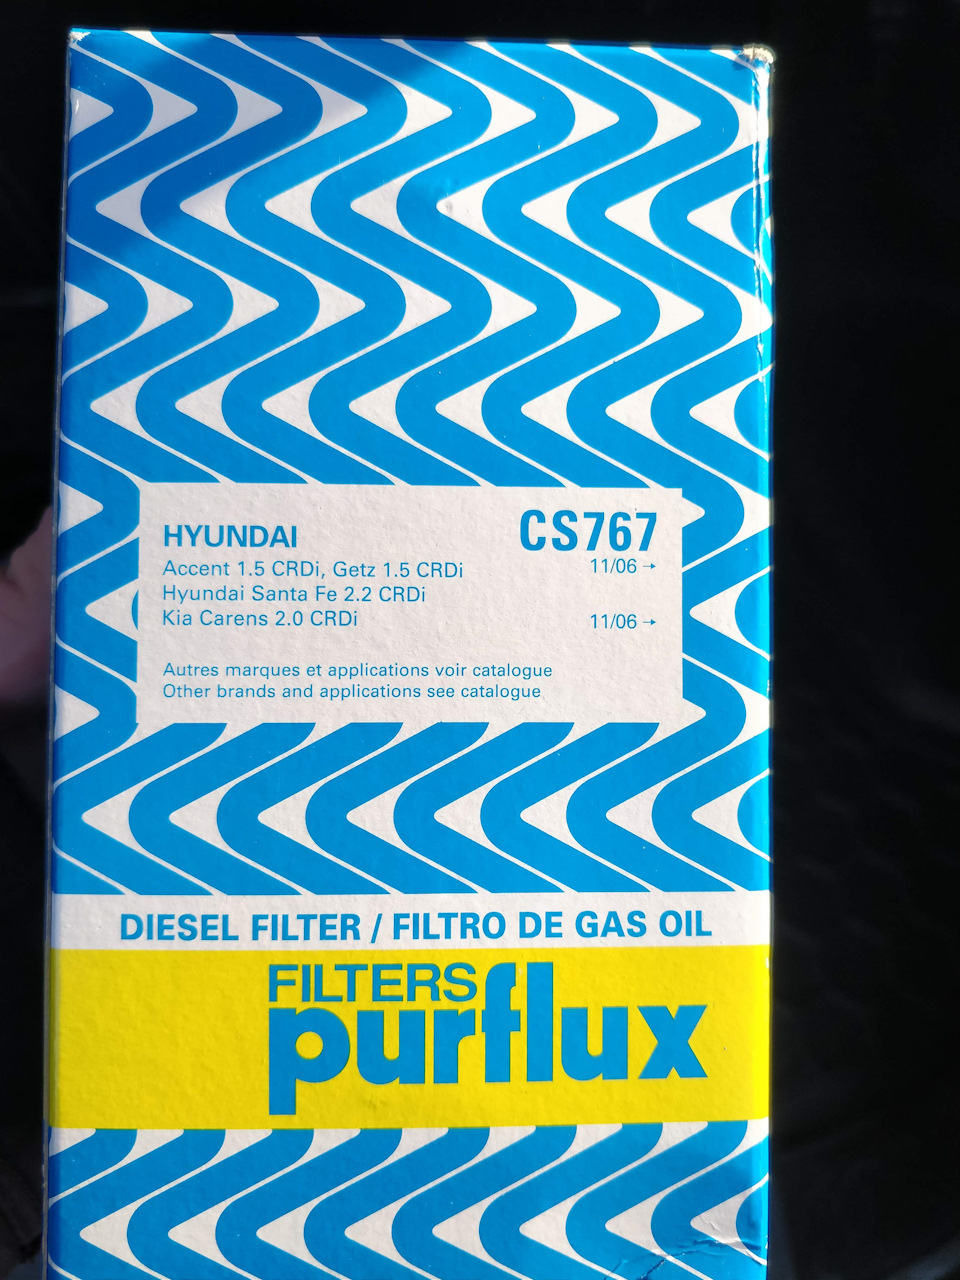 HYUNDAI CS767
Accent 1.5 CRDi, Getz 1.5 CRDi 11/06 →
Hyundai Santa Fe 2.2 CRDi
Kia Carens 2.0 CRDi 11/06 →
Autres marques et applications voir catalogue
Other brands and applications see catalogue
DIESEL FILTER / FILTRO DE GAS OIL
FILTERS
purflux